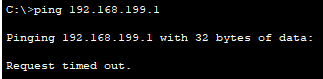 C:\>ping 192.168.199.1
Pinging 192.168.199.1 with 32 bytes of data:
Request timed out.